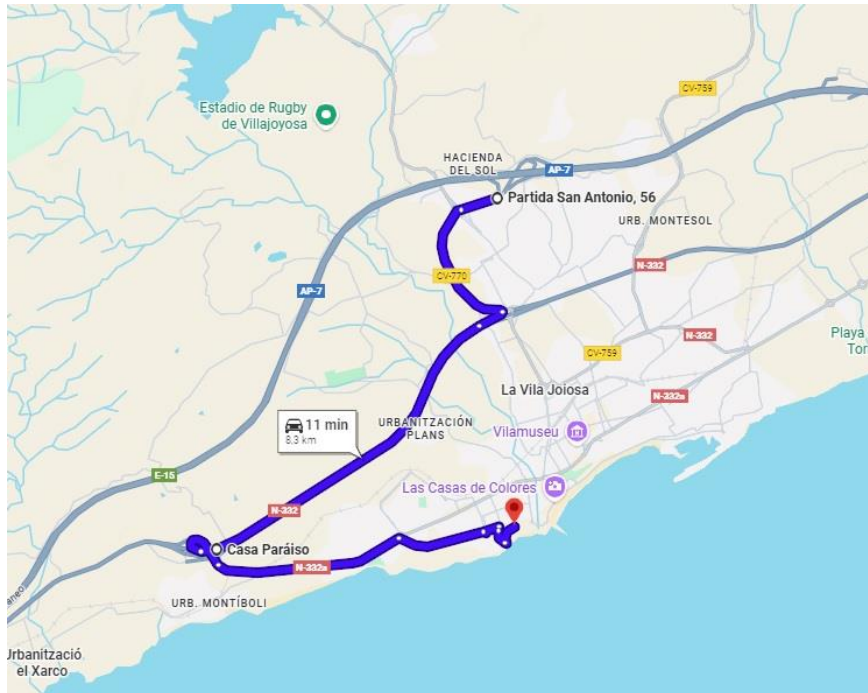 CV-759
Estadio de Rugby
de Villajoyosa
HACIENDA
DEL SOL
AP-7
Partida San Antonio, 56
URB. MONTESOL
CV-770
N-332
AP-7
Playa
Tor
N-332
CV-759
La Vila Joiosa
N-332a
11 min
8,3 km
URBANITZACIÓN
PLANS
Vilamuseu
E-15
Las Casas de Colores
N-332
Casa Paráiso
N-332a
URB. MONTÍBOLI
Urbanització
el Xarco